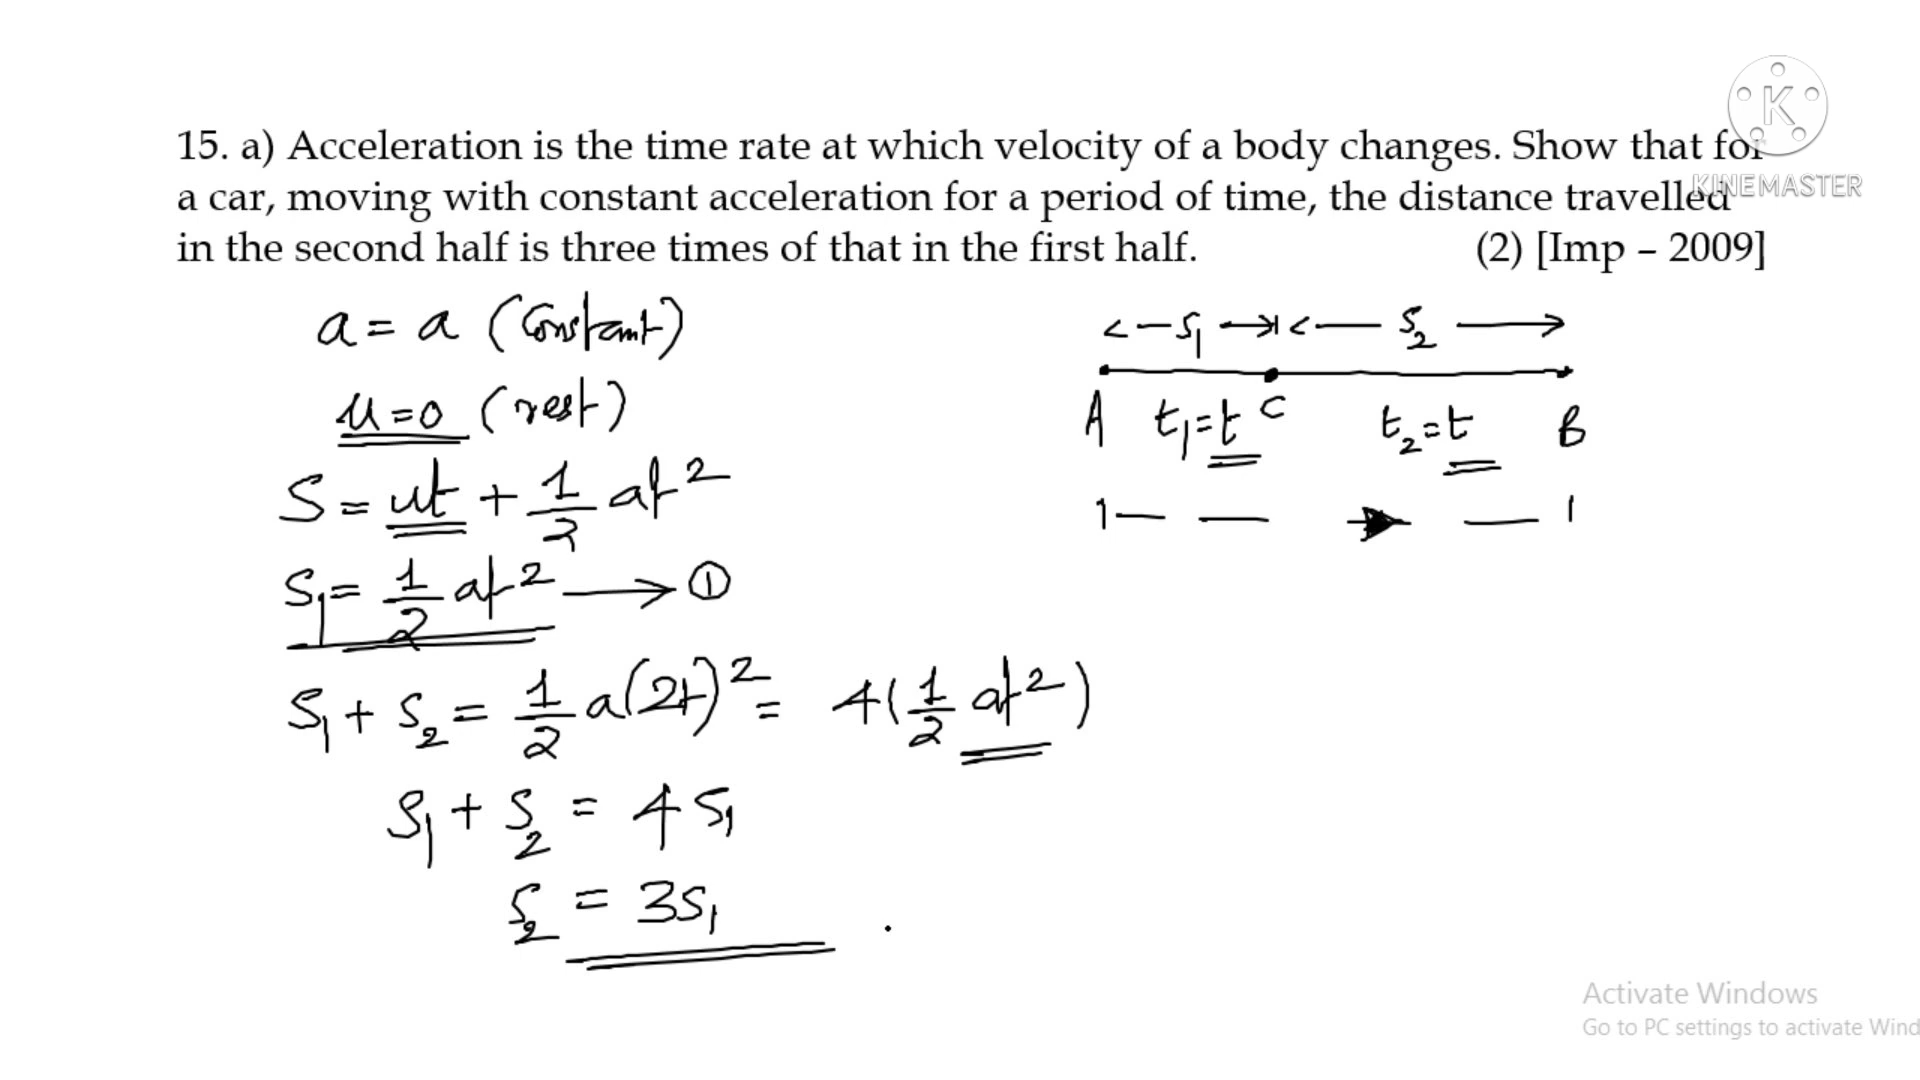 K
KINEMASTER
15. a) Acceleration is the time rate at which velocity of a body changes. Show that for
a car, moving with constant acceleration for a period of time, the distance travelled
in the second half is three times of that in the first half. (2) [Imp – 2009]
a = a (Constant)
u = 0 (rest)
S = ut + 1/2 at²
S₁ = 1/2 at² → ①
S₁ + S₂ = 1/2 a(2t)² = 4(1/2 at²)
S₁ + S₂ = 4S₁
S₂ = 3S₁
S₁ S₂
A t₁=t C t₂=t B
Activate Windows
Go to PC settings to activate Wind